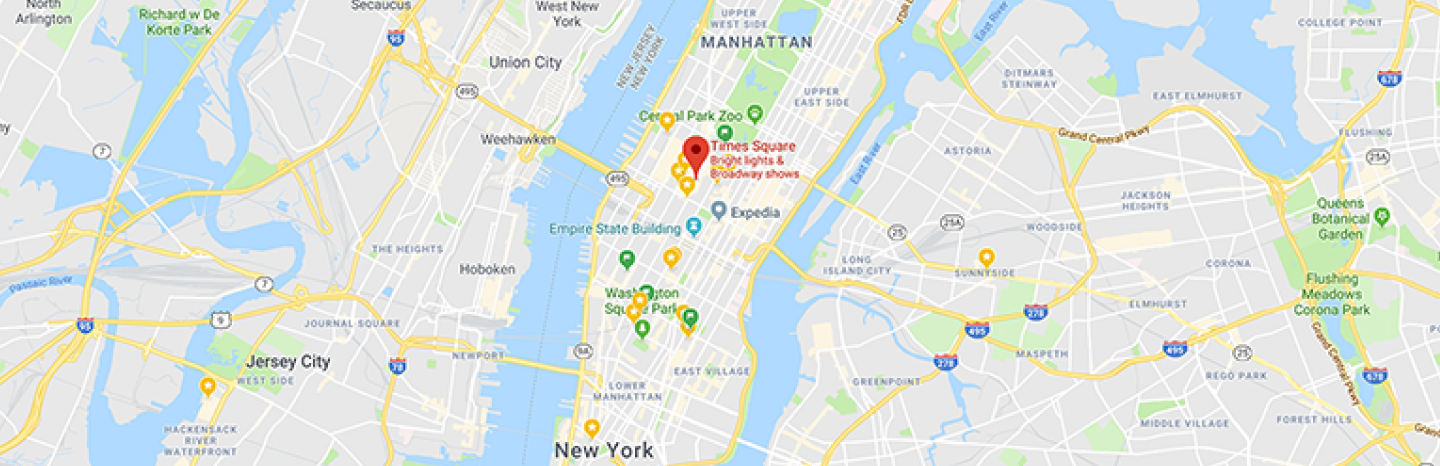 North
Arlington
Richard w De
Korte Park
Secaucus
95
West New
York
UPPER
WEST SIDE
MANHATTAN
FDR
East River
COLLEGE POINT
NEW JERSEY
NEW YORK
Union City
495
UPPER
EAST SIDE
DITMARS
STEINWAY
678
EAST ELMHURST
Weehawken
Central Park Zoo
Grand Central Pkwy
FLUSHING
7
Times Square
Bright lights &
Broadway shows
ASTORIA
East River
25A
495
JACKSON
HEIGHTS
Queens
Botanical
Garden
Expedia
Empire State Building
25
25A
WOODSIDE
THE HEIGHTS
Hoboken
LONG
ISLAND CITY
SUNNYSIDE
CORONA
Passaic River
7
Washington
Square Park
Flushing
Meadows
Corona Park
ELMHURST
95
9
JOURNAL SQUARE
278
495
Jersey City
WEST SIDE
78
NEWPORT
9A
MASPETH
278
495
25
Grand Central Pkwy
REGO PARK
678
EAST VILLAGE
LOWER
MANHATTAN
GREENPOINT
HACKENSACK
RIVER
WATERFRONT
MIDDLE VILLAGE
FOREST HILLS
New York